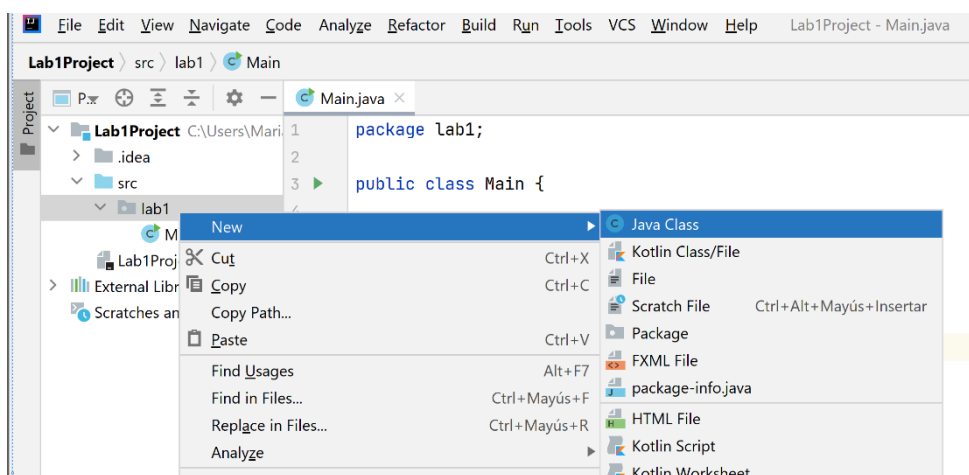 File Edit View Navigate Code Analyze Refactor Build Run Tools VCS Window Help Lab1Project - Main.java
Lab1Project src lab1 Main
Project
P... Main.java
Lab1Project C:\Users\Mari
.idea
src
lab1
M
Lab1Proj
External Libr
Scratches an
1 package lab1;
2
3 public class Main {
New
Cut Ctrl+X
Copy Ctrl+C
Copy Path...
Paste Ctrl+V
Find Usages Alt+F7
Find in Files... Ctrl+Mayús+F
Replace in Files... Ctrl+Mayús+R
Analyze
Java Class
Kotlin Class/File
File
Scratch File Ctrl+Alt+Mayús+Insertar
Package
FXML File
package-info.java
HTML File
Kotlin Script
Kotlin Worksheet